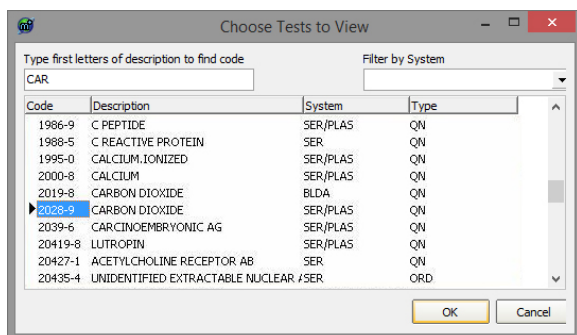 Choose Tests to View
Type first letters of description to find code Filter by System
CAR
Code Description System Type
1986-9 C PEPTIDE SER/PLAS QN
1988-5 C REACTIVE PROTEIN SER QN
1995-0 CALCIUM.IONIZED SER/PLAS QN
2000-8 CALCIUM SER/PLAS QN
2019-8 CARBON DIOXIDE BLDA QN
2028-9 CARBON DIOXIDE SER/PLAS QN
2039-6 CARCINOEMBRYONIC AG SER/PLAS QN
20419-8 LUTROPIN SER/PLAS QN
20427-1 ACETYLCHOLINE RECEPTOR AB SER QN
20435-4 UNIDENTIFIED EXTRACTABLE NUCLEAR SER ORD
OK Cancel